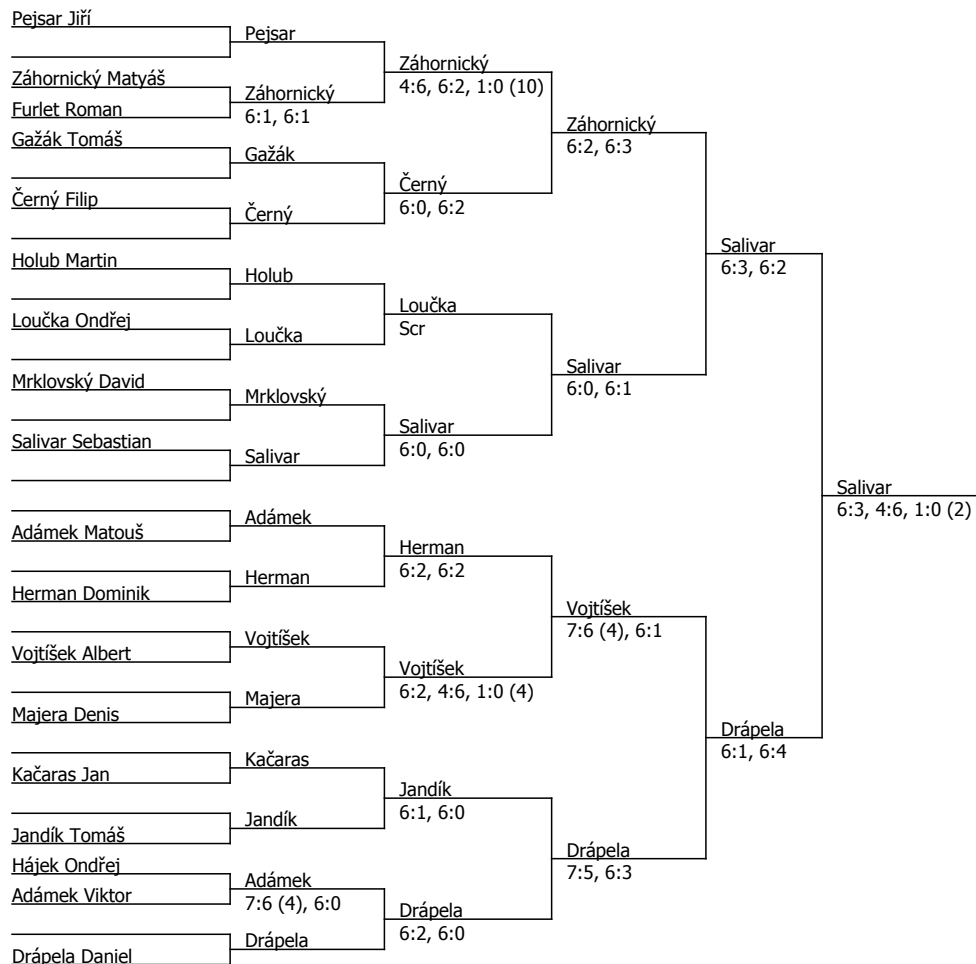 Pejsar Jiří
Záhornický Matyáš
Furlet Roman
Gažák Tomáš
Černý Filip
Holub Martin
Loučka Ondřej
Mrklovský David
Salivar Sebastian
Adámek Matouš
Herman Dominik
Vojtíšek Albert
Majera Denis
Kačaras Jan
Jandík Tomáš
Hájek Ondřej
Adámek Viktor
Drápela Daniel
Pejsar
Záhornický
6:1, 6:1
Gažák
Černý
Holub
Loučka
Mrklovský
Salivar
Adámek
Herman
Vojtíšek
Majera
Kačaras
Jandík
Adámek
7:6 (4), 6:0
Drápela
Záhornický
4:6, 6:2, 1:0 (10)
Černý
6:0, 6:2
Loučka
Scr
Salivar
6:0, 6:0
Herman
6:2, 6:2
Vojtíšek
6:2, 4:6, 1:0 (4)
Jandík
6:1, 6:0
Drápela
6:2, 6:0
Záhornický
6:2, 6:3
Salivar
6:0, 6:1
Vojtíšek
7:6 (4), 6:1
Drápela
7:5, 6:3
Salivar
6:3, 6:2
Drápela
6:1, 6:4
Salivar
6:3, 4:6, 1:0 (2)